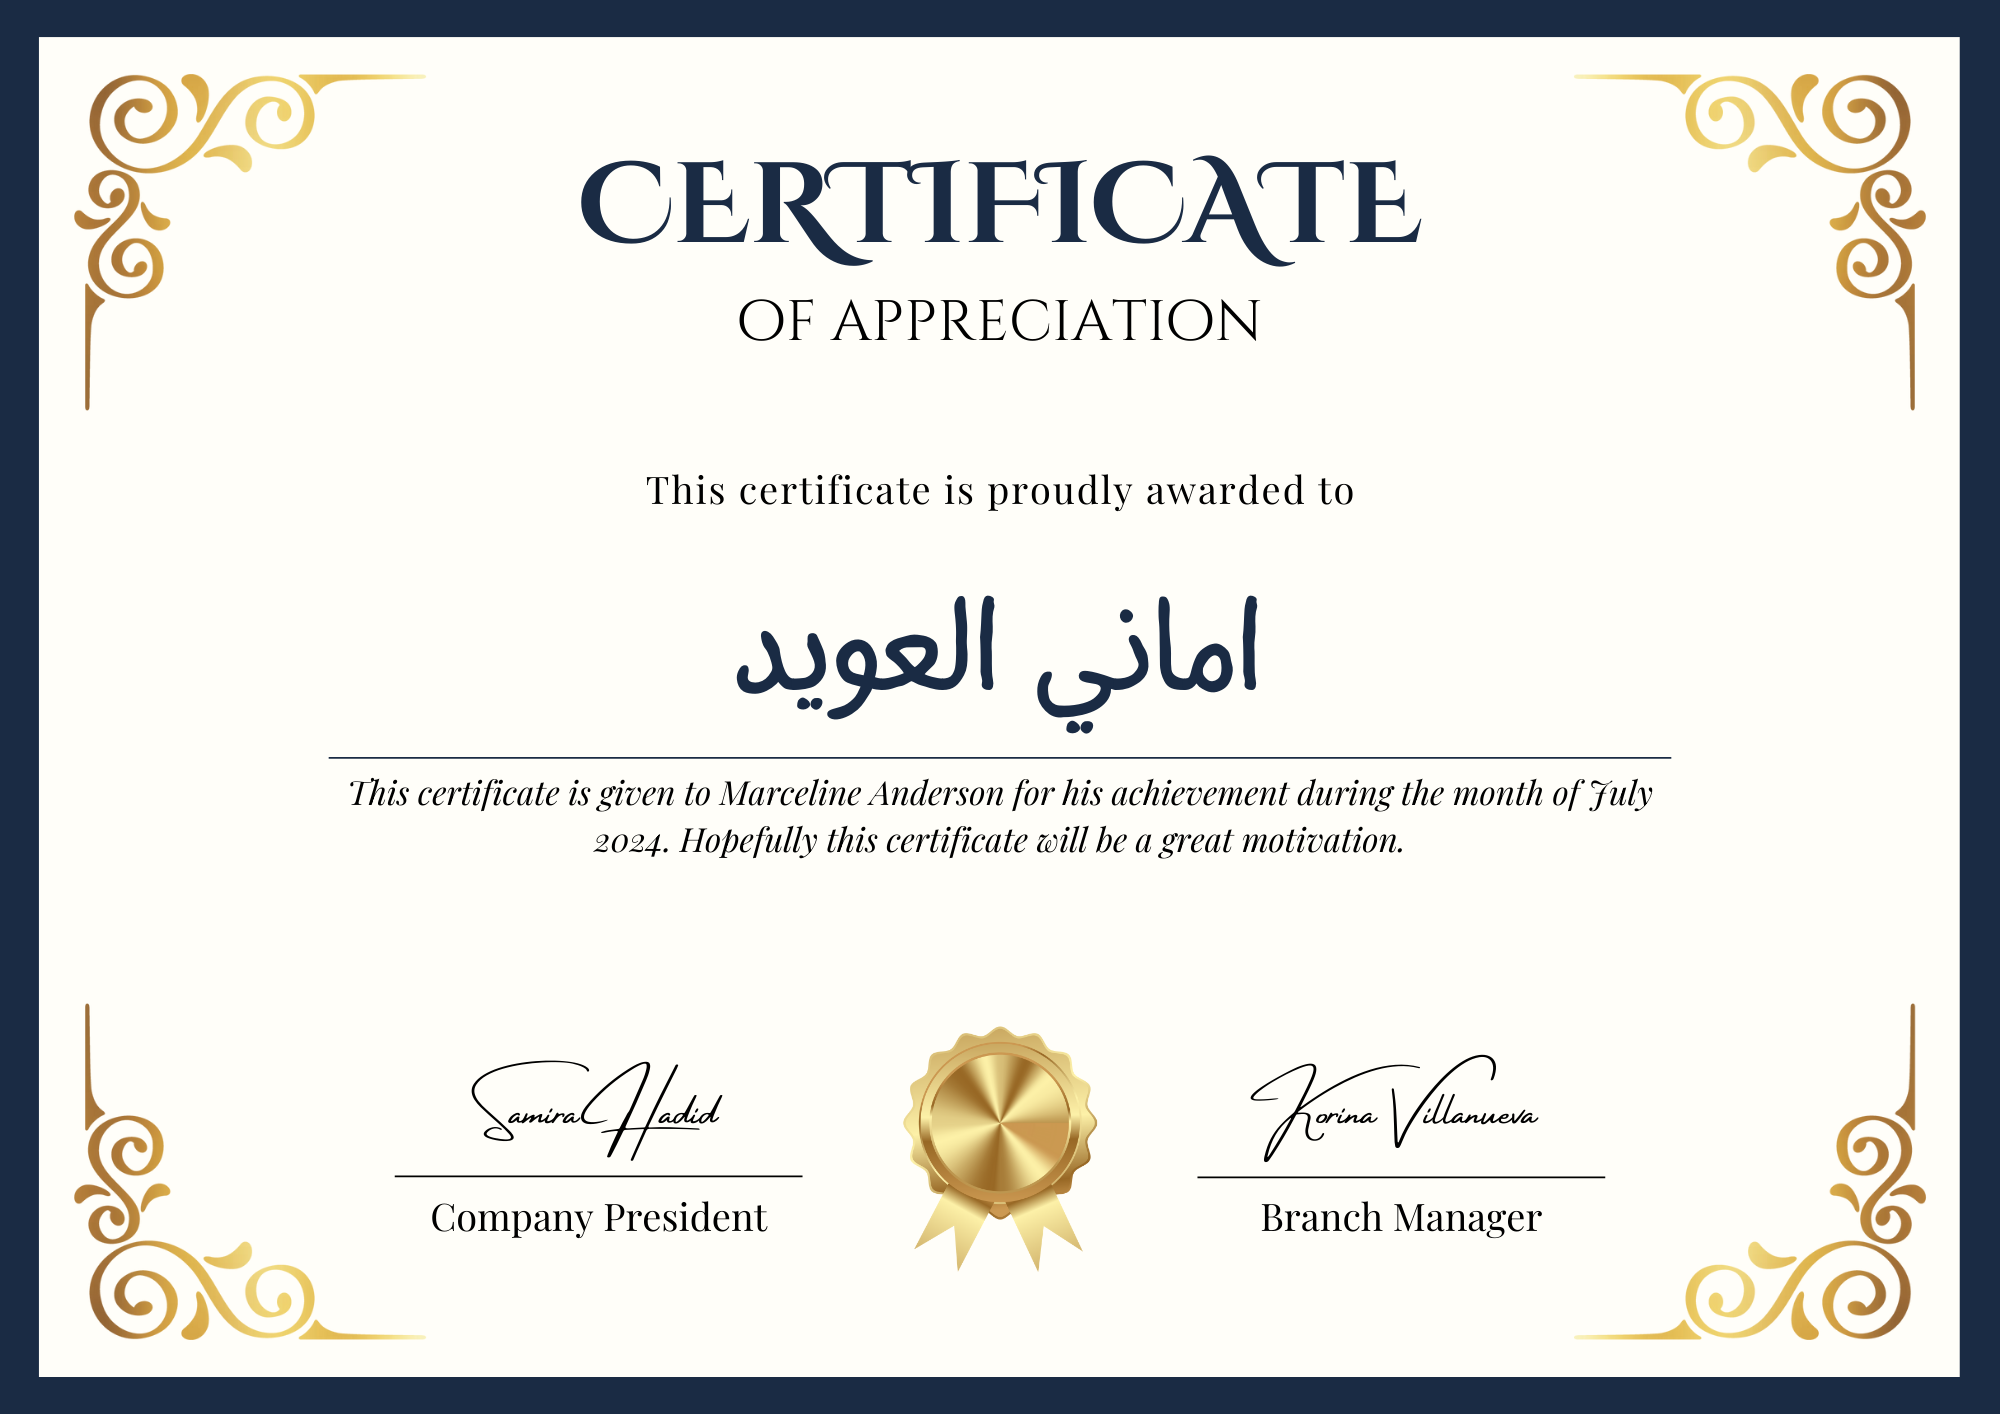 CERTIFICATE
OF APPRECIATION
This certificate is proudly awarded to
اماني العويد
This certificate is given to Marceline Anderson for his achievement during the month of July
2024. Hopefully this certificate will be a great motivation.
Samira Hadid
Korina Villanueva
Company President
Branch Manager